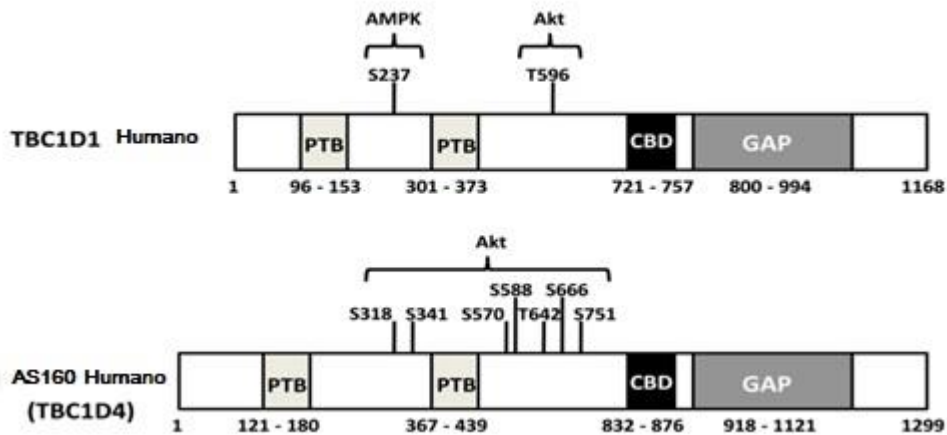 AMPK Akt
S237 T596
TBC1D1 Humano PTB PTB CBD GAP
1 96 - 153 301 - 373 721 - 757 800 - 994 1168
Akt
S588 S666
S318 S341 S570 T642 S751
AS160 Humano PTB PTB CBD GAP
(TBC1D4)
1 121 - 180 367 - 439 832 - 876 918 - 1121 1299